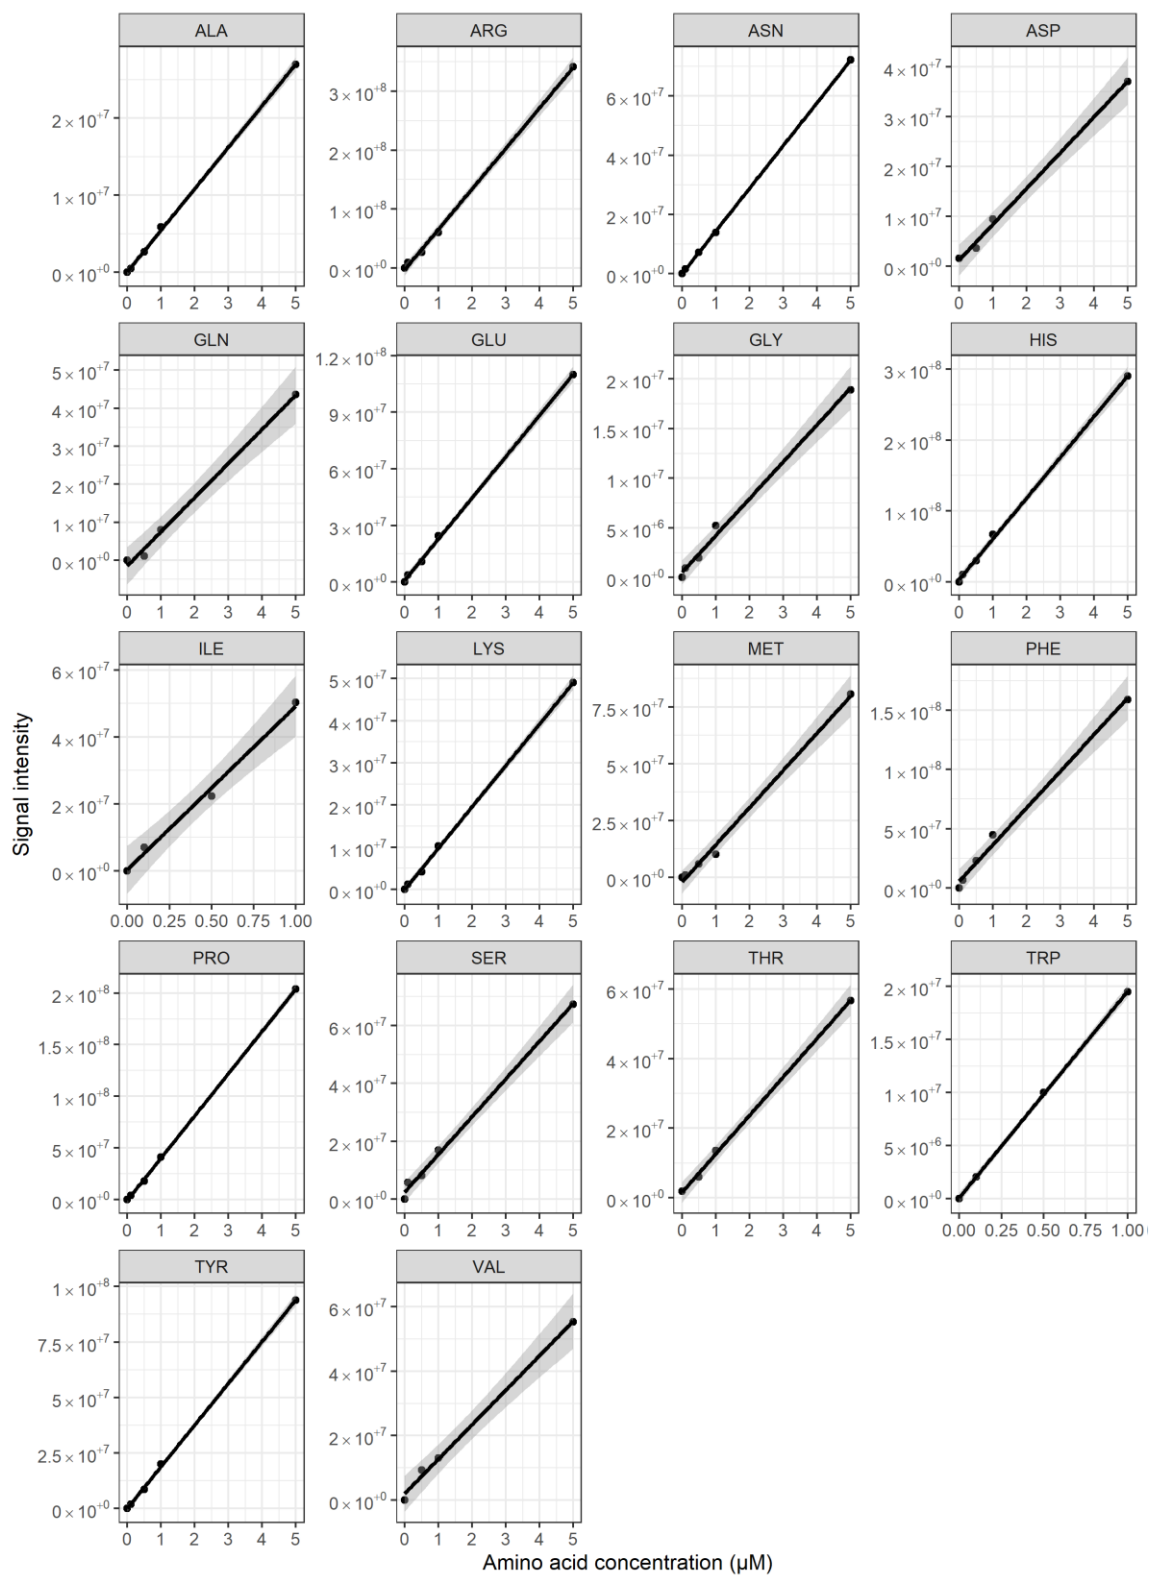 ALA ARG ASN ASP
2 × 10⁺⁷
1 × 10⁺⁷
0 × 10⁺⁰
0 1 2 3 4 5
3 × 10⁺⁸
2 × 10⁺⁸
1 × 10⁺⁸
0 × 10⁺⁰
0 1 2 3 4 5
6 × 10⁺⁷
4 × 10⁺⁷
2 × 10⁺⁷
0 × 10⁺⁰
0 1 2 3 4 5
4 × 10⁺⁷
3 × 10⁺⁷
2 × 10⁺⁷
1 × 10⁺⁷
0 × 10⁺⁰
0 1 2 3 4 5
GLN GLU GLY HIS
5 × 10⁺⁷
4 × 10⁺⁷
3 × 10⁺⁷
2 × 10⁺⁷
1 × 10⁺⁷
0 × 10⁺⁰
0 1 2 3 4 5
1.2 × 10⁺⁸
9 × 10⁺⁷
6 × 10⁺⁷
3 × 10⁺⁷
0 × 10⁺⁰
0 1 2 3 4 5
2 × 10⁺⁷
1.5 × 10⁺⁷
1 × 10⁺⁷
5 × 10⁺⁶
0 × 10⁺⁰
0 1 2 3 4 5
3 × 10⁺⁸
2 × 10⁺⁸
1 × 10⁺⁸
0 × 10⁺⁰
0 1 2 3 4 5
ILE LYS MET PHE
6 × 10⁺⁷
4 × 10⁺⁷
2 × 10⁺⁷
0 × 10⁺⁰
0.00 0.25 0.50 0.75 1.00
5 × 10⁺⁷
4 × 10⁺⁷
3 × 10⁺⁷
2 × 10⁺⁷
1 × 10⁺⁷
0 × 10⁺⁰
0 1 2 3 4 5
7.5 × 10⁺⁷
5 × 10⁺⁷
2.5 × 10⁺⁷
0 × 10⁺⁰
0 1 2 3 4 5
1.5 × 10⁺⁸
1 × 10⁺⁸
5 × 10⁺⁷
0 × 10⁺⁰
0 1 2 3 4 5
PRO SER THR TRP
2 × 10⁺⁸
1.5 × 10⁺⁸
1 × 10⁺⁸
5 × 10⁺⁷
0 × 10⁺⁰
0 1 2 3 4 5
6 × 10⁺⁷
4 × 10⁺⁷
2 × 10⁺⁷
0 × 10⁺⁰
0 1 2 3 4 5
6 × 10⁺⁷
4 × 10⁺⁷
2 × 10⁺⁷
0 × 10⁺⁰
0 1 2 3 4 5
2 × 10⁺⁷
1.5 × 10⁺⁷
1 × 10⁺⁷
5 × 10⁺⁶
0 × 10⁺⁰
0.00 0.25 0.50 0.75 1.00
TYR VAL
1 × 10⁺⁸
7.5 × 10⁺⁷
5 × 10⁺⁷
2.5 × 10⁺⁷
0 × 10⁺⁰
0 1 2 3 4 5
6 × 10⁺⁷
4 × 10⁺⁷
2 × 10⁺⁷
0 × 10⁺⁰
0 1 2 3 4 5
Signal intensity
Amino acid concentration (µM)